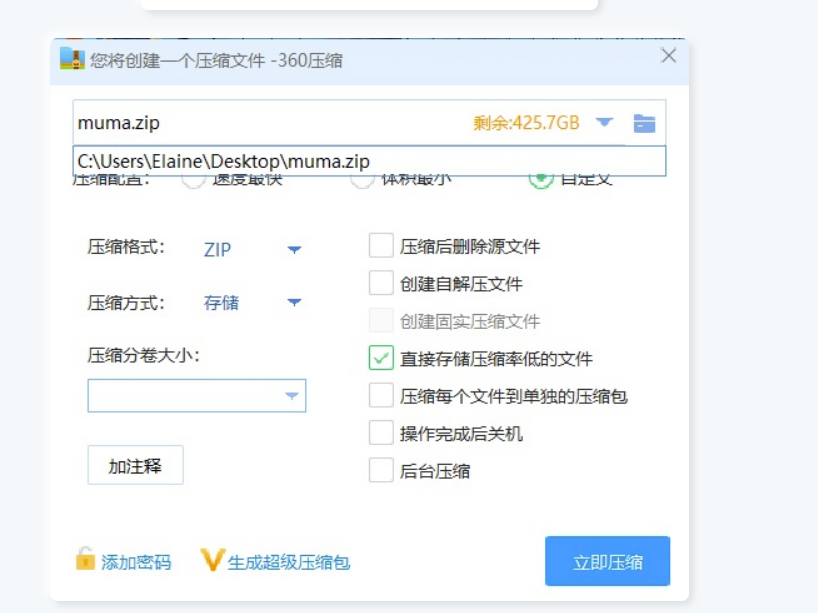 您将创建一个压缩文件 -360压缩
muma.zip 剩余:425.7GB
C:\Users\Elaine\Desktop\muma.zip
压缩配置: 速度最快 体积最小 自定义
压缩格式: ZIP
压缩方式: 存储
压缩分卷大小:
加注释
压缩后删除源文件
创建自解压文件
创建固实压缩文件
直接存储压缩率低的文件
压缩每个文件到单独的压缩包
操作完成后关机
后台压缩
添加密码 生成超级压缩包 立即压缩